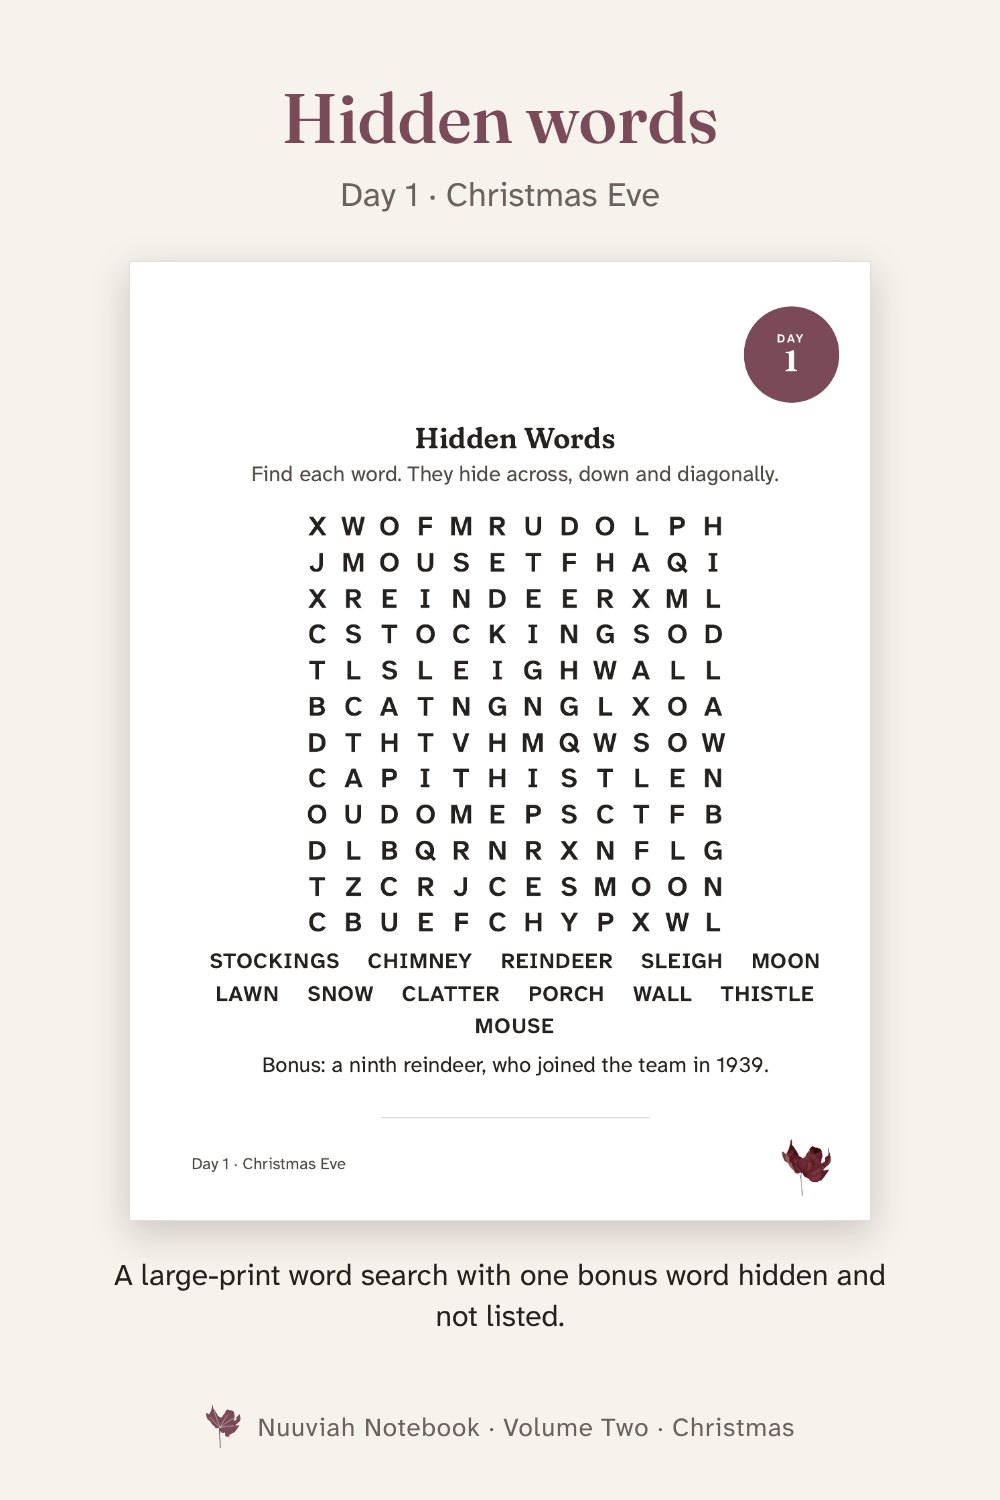 Hidden words
Day 1 · Christmas Eve
DAY
1
Hidden Words
Find each word. They hide across, down and diagonally.
X W O F M R U D O L P H
J M O U S E T F H A Q I
X R E I N D E E R X M L
C S T O C K I N G S O D
T L S L E I G H W A L L
B C A T N G N G L X O A
D T H T V H M Q W S O W
C A P I T H I S T L E N
O U D O M E P S C T F B
D L B Q R N R X N F L G
T Z C R J C E S M O O N
C B U E F C H Y P X W L
STOCKINGS CHIMNEY REINDEER SLEIGH MOON
LAWN SNOW CLATTER PORCH WALL THISTLE
MOUSE
Bonus: a ninth reindeer, who joined the team in 1939.
Day 1 · Christmas Eve
A large-print word search with one bonus word hidden and
not listed.
Nuuviah Notebook · Volume Two · Christmas